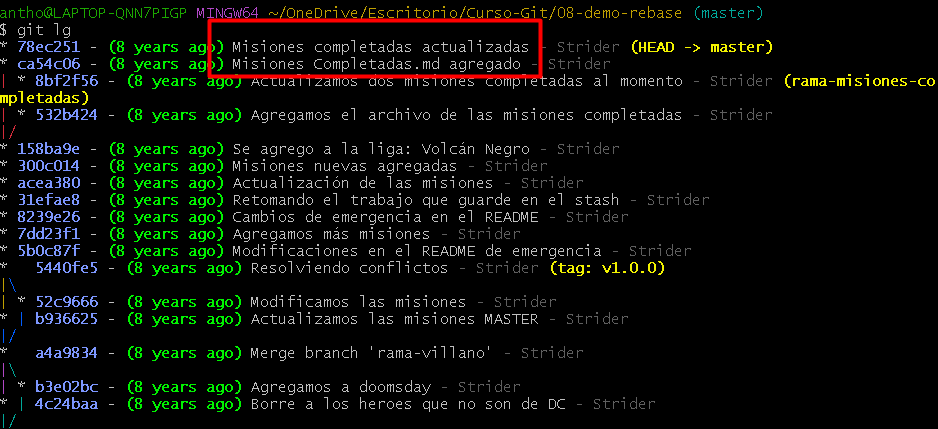 antho@LAPTOP-QNN7PIGP MINGW64 ~/OneDrive/Escritorio/Curso-Git/08-demo-rebase (master)
$ git lg
* 78ec251 - (8 years ago) Misiones completadas actualizadas - Strider (HEAD -> master)
* ca54c06 - (8 years ago) Misiones Completadas.md agregado - Strider
| * 8bf2f56 - (8 years ago) Actualizamos dos misiones completadas al momento - Strider (rama-misiones-co
mpletadas)
| * 532b424 - (8 years ago) Agregamos el archivo de las misiones completadas - Strider
|/
* 158ba9e - (8 years ago) Se agrego a la liga: Volcán Negro - Strider
* 300c014 - (8 years ago) Misiones nuevas agregadas - Strider
* acea380 - (8 years ago) Actualización de las misiones - Strider
* 31efae8 - (8 years ago) Retomando el trabajo que guarde en el stash - Strider
* 8239e26 - (8 years ago) Cambios de emergencia en el README - Strider
* 7dd23f1 - (8 years ago) Agregamos más misiones - Strider
* 5b0c87f - (8 years ago) Modificaciones en el README de emergencia - Strider
*   5440fe5 - (8 years ago) Resolviendo conflictos - Strider (tag: v1.0.0)
|\
| * 52c9666 - (8 years ago) Modificamos las misiones - Strider
* | b936625 - (8 years ago) Actualizamos las misiones MASTER - Strider
|/
*   a4a9834 - (8 years ago) Merge branch 'rama-villano' - Strider
|\
| * b3e02bc - (8 years ago) Agregamos a doomsday - Strider
* | 4c24baa - (8 years ago) Borre a los heroes que no son de DC - Strider
|/